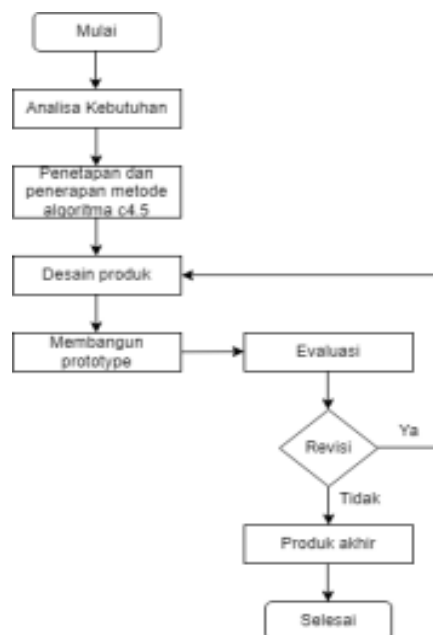 Mulai
Analisa Kebutuhan
Penetapan dan
penerapan metode
algoritma c4.5
Desain produk
Membangun
prototype
Evaluasi
Revisi
Ya
Tidak
Produk akhir
Selesai